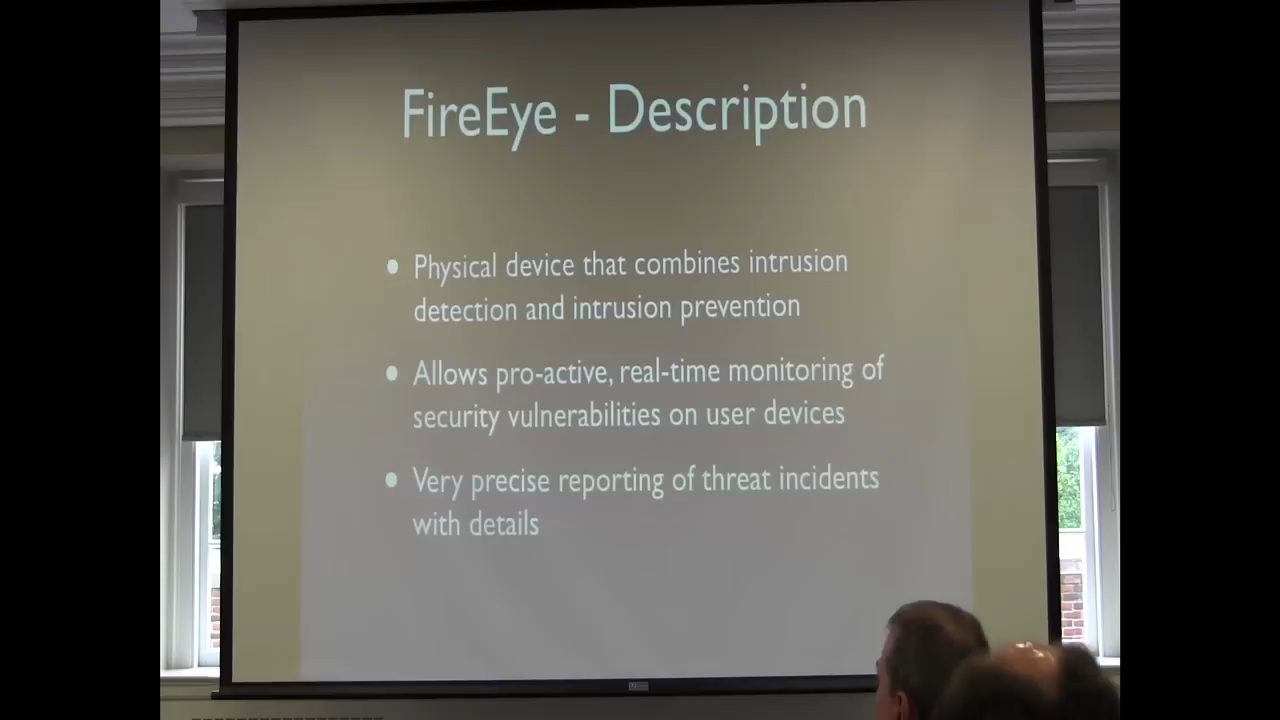 FireEye - Description
• Physical device that combines intrusion
detection and intrusion prevention
• Allows pro-active, real-time monitoring of
security vulnerabilities on user devices
• Very precise reporting of threat incidents
with details